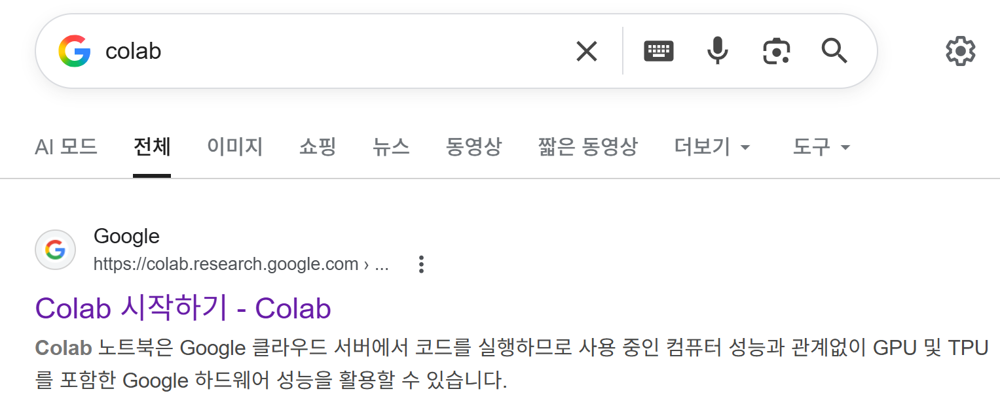 colab
AI 모드 전체 이미지 쇼핑 뉴스 동영상 짧은 동영상 더보기 도구
Google
https://colab.research.google.com › ...
Colab 시작하기 - Colab
Colab 노트북은 Google 클라우드 서버에서 코드를 실행하므로 사용 중인 컴퓨터 성능과 관계없이 GPU 및 TPU
를 포함한 Google 하드웨어 성능을 활용할 수 있습니다.